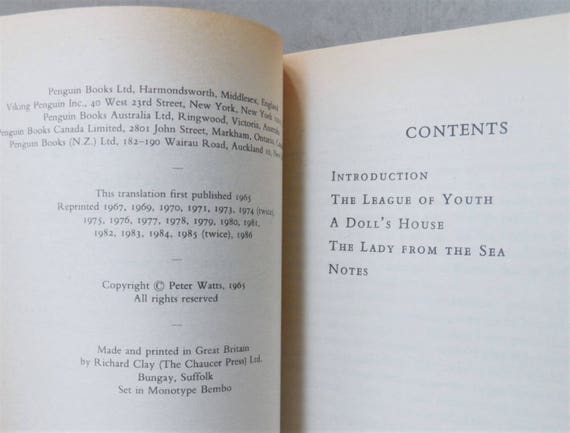 Penguin Books Ltd, Harmondsworth, Middlesex, England
Viking Penguin Inc., 40 West 23rd Street, New York, New York
Penguin Books Australia Ltd, Ringwood, Victoria, Australia
Penguin Books Canada Limited, 2801 John Street, Markham, Ontario,
Penguin Books (N.Z.) Ltd, 182–190 Wairau Road, Auckland 10,
—
This translation first published 1965
Reprinted 1967, 1969, 1970, 1971, 1973, 1974 (twice),
1975, 1976, 1977, 1978, 1979, 1980, 1981,
1982, 1983, 1984, 1985 (twice), 1986
—
Copyright © Peter Watts, 1965
All rights reserved
—
Made and printed in Great Britain
by Richard Clay (The Chaucer Press) Ltd,
Bungay, Suffolk
Set in Monotype Bembo
CONTENTS
INTRODUCTION
THE LEAGUE OF YOUTH
A DOLL'S HOUSE
THE LADY FROM THE SEA
NOTES